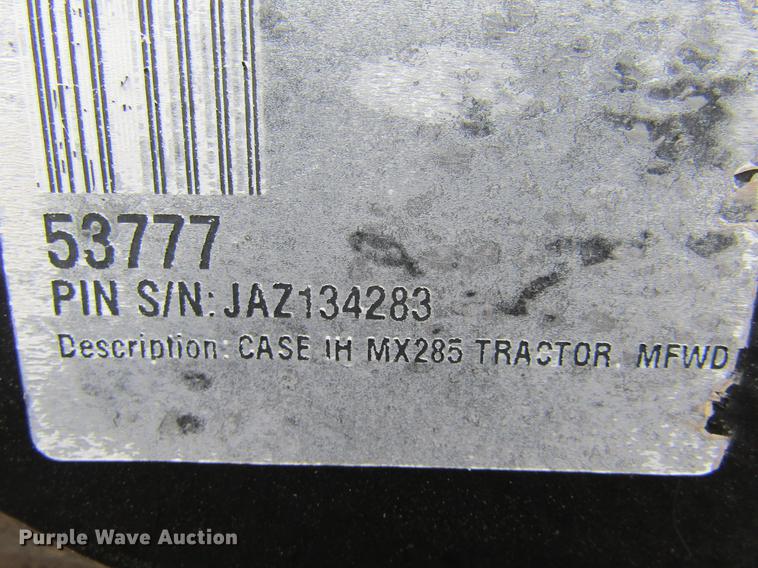 53777
PIN S/N: JAZ134283
Description: CASE IH MX285 TRACTOR, MFWD
Purple Wave Auction